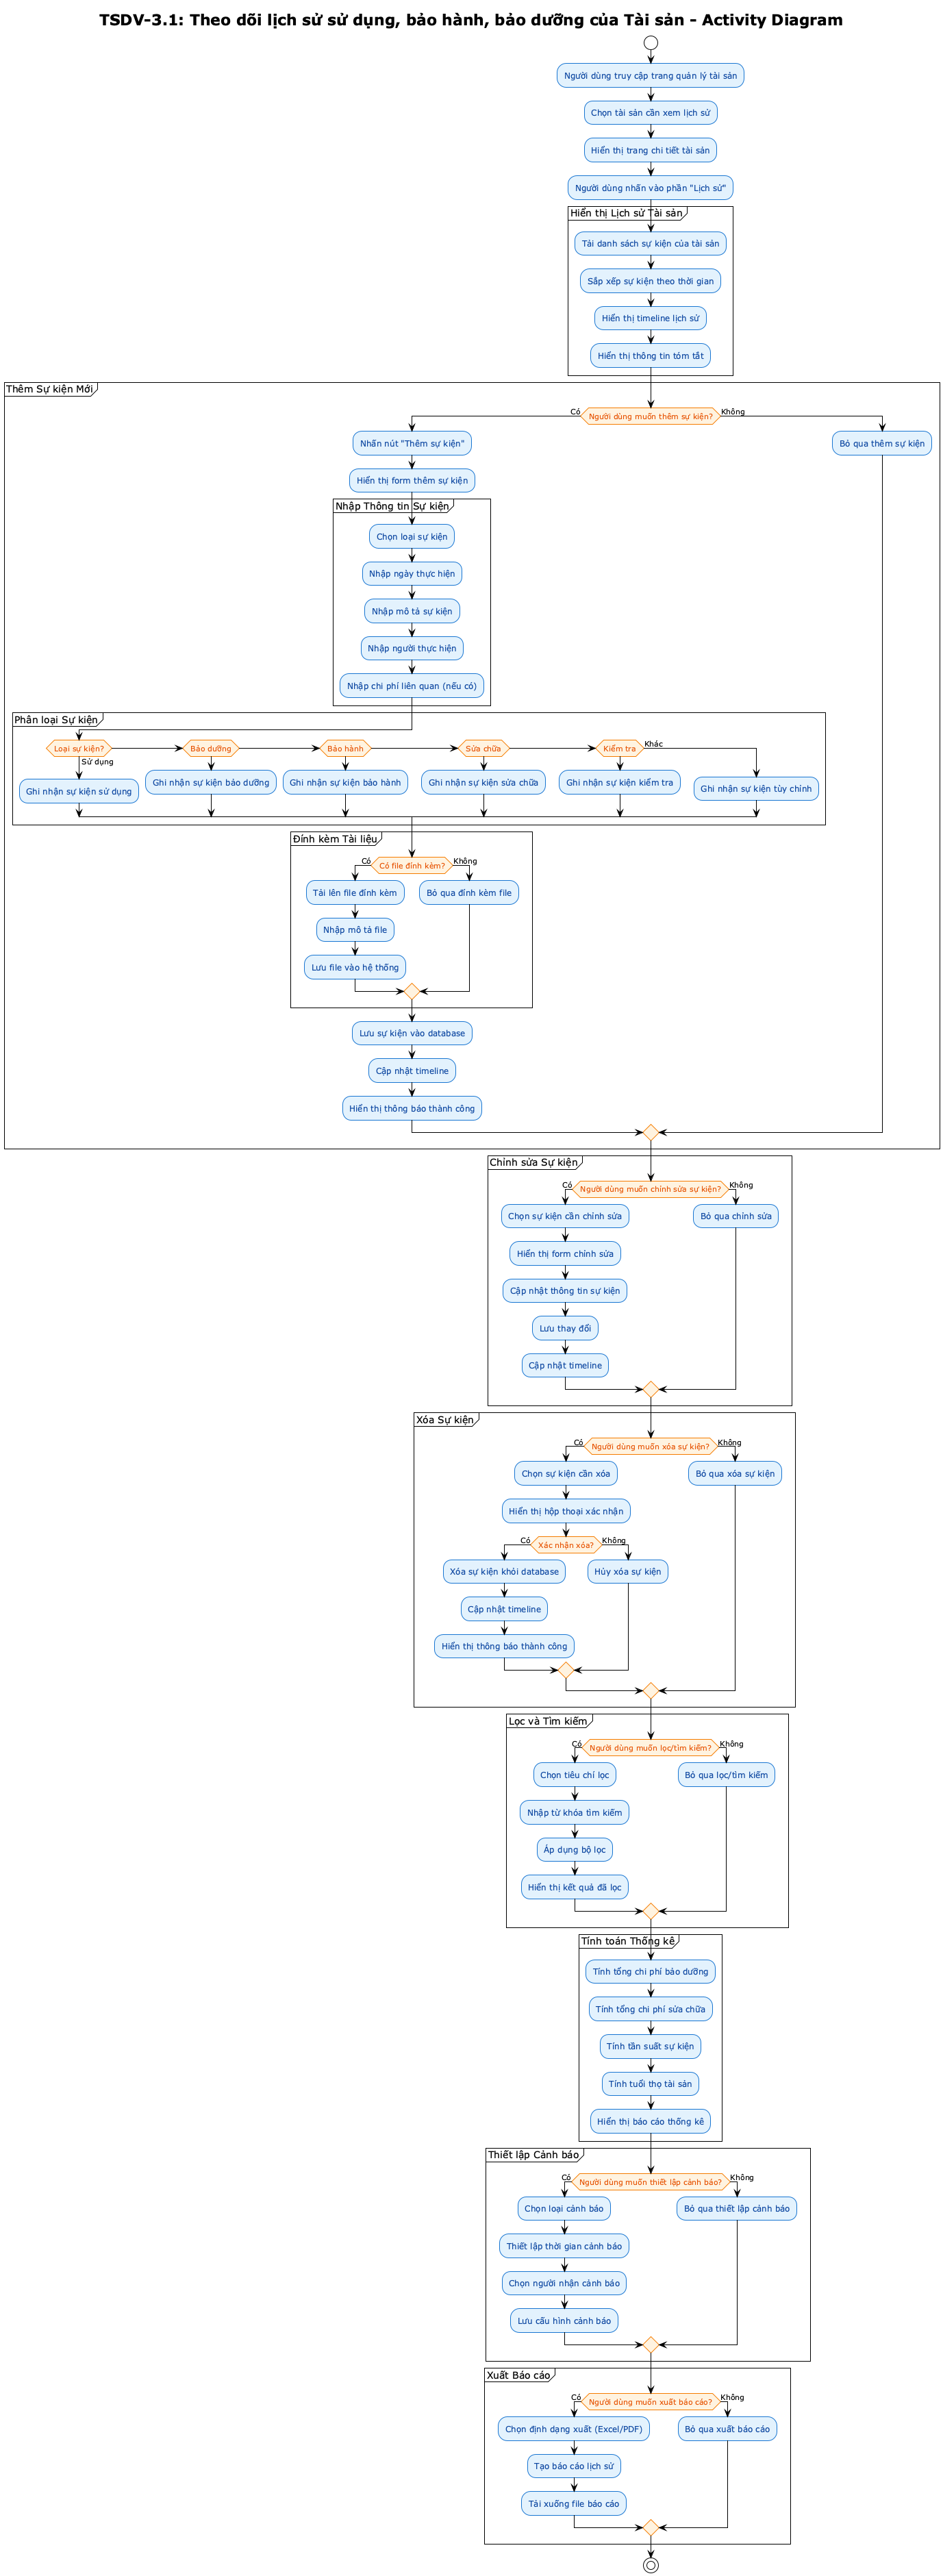 TSDV-3.1: Theo dõi lịch sử sử dụng, bảo hành, bảo dưỡng của Tài sản - Activity Diagram
Người dùng truy cập trang quản lý tài sản
Chọn tài sản cần xem lịch sử
Hiển thị trang chi tiết tài sản
Người dùng nhấn vào phần "Lịch sử"
Hiển thị Lịch sử Tài sản
Tải danh sách sự kiện của tài sản
Sắp xếp sự kiện theo thời gian
Hiển thị timeline lịch sử
Hiển thị thông tin tóm tắt
Thêm Sự kiện Mới
Có
Người dùng muốn thêm sự kiện?
Không
Nhấn nút "Thêm sự kiện"
Bỏ qua thêm sự kiện
Hiển thị form thêm sự kiện
Nhập Thông tin Sự kiện
Chọn loại sự kiện
Nhập ngày thực hiện
Nhập mô tả sự kiện
Nhập người thực hiện
Nhập chi phí liên quan (nếu có)
Phân loại Sự kiện
Loại sự kiện?
Sử dụng
Bảo dưỡng
Bảo hành
Sửa chữa
Kiểm tra
Khác
Ghi nhận sự kiện sử dụng
Ghi nhận sự kiện bảo dưỡng
Ghi nhận sự kiện bảo hành
Ghi nhận sự kiện sửa chữa
Ghi nhận sự kiện kiểm tra
Ghi nhận sự kiện tùy chỉnh
Đính kèm Tài liệu
Có
Có file đính kèm?
Không
Tải lên file đính kèm
Bỏ qua đính kèm file
Nhập mô tả file
Lưu file vào hệ thống
Lưu sự kiện vào database
Cập nhật timeline
Hiển thị thông báo thành công
Chỉnh sửa Sự kiện
Có
Người dùng muốn chỉnh sửa sự kiện?
Không
Chọn sự kiện cần chỉnh sửa
Bỏ qua chỉnh sửa
Hiển thị form chỉnh sửa
Cập nhật thông tin sự kiện
Lưu thay đổi
Cập nhật timeline
Xóa Sự kiện
Có
Người dùng muốn xóa sự kiện?
Không
Chọn sự kiện cần xóa
Bỏ qua xóa sự kiện
Hiển thị hộp thoại xác nhận
Có
Xác nhận xóa?
Không
Xóa sự kiện khỏi database
Hủy xóa sự kiện
Cập nhật timeline
Hiển thị thông báo thành công
Lọc và Tìm kiếm
Có
Người dùng muốn lọc/tìm kiếm?
Không
Chọn tiêu chí lọc
Bỏ qua lọc/tìm kiếm
Nhập từ khóa tìm kiếm
Áp dụng bộ lọc
Hiển thị kết quả đã lọc
Tính toán Thống kê
Tính tổng chi phí bảo dưỡng
Tính tổng chi phí sửa chữa
Tính tần suất sự kiện
Tính tuổi thọ tài sản
Hiển thị báo cáo thống kê
Thiết lập Cảnh báo
Có
Người dùng muốn thiết lập cảnh báo?
Không
Chọn loại cảnh báo
Bỏ qua thiết lập cảnh báo
Thiết lập thời gian cảnh báo
Chọn người nhận cảnh báo
Lưu cấu hình cảnh báo
Xuất Báo cáo
Có
Người dùng muốn xuất báo cáo?
Không
Chọn định dạng xuất (Excel/PDF)
Bỏ qua xuất báo cáo
Tạo báo cáo lịch sử
Tải xuống file báo cáo